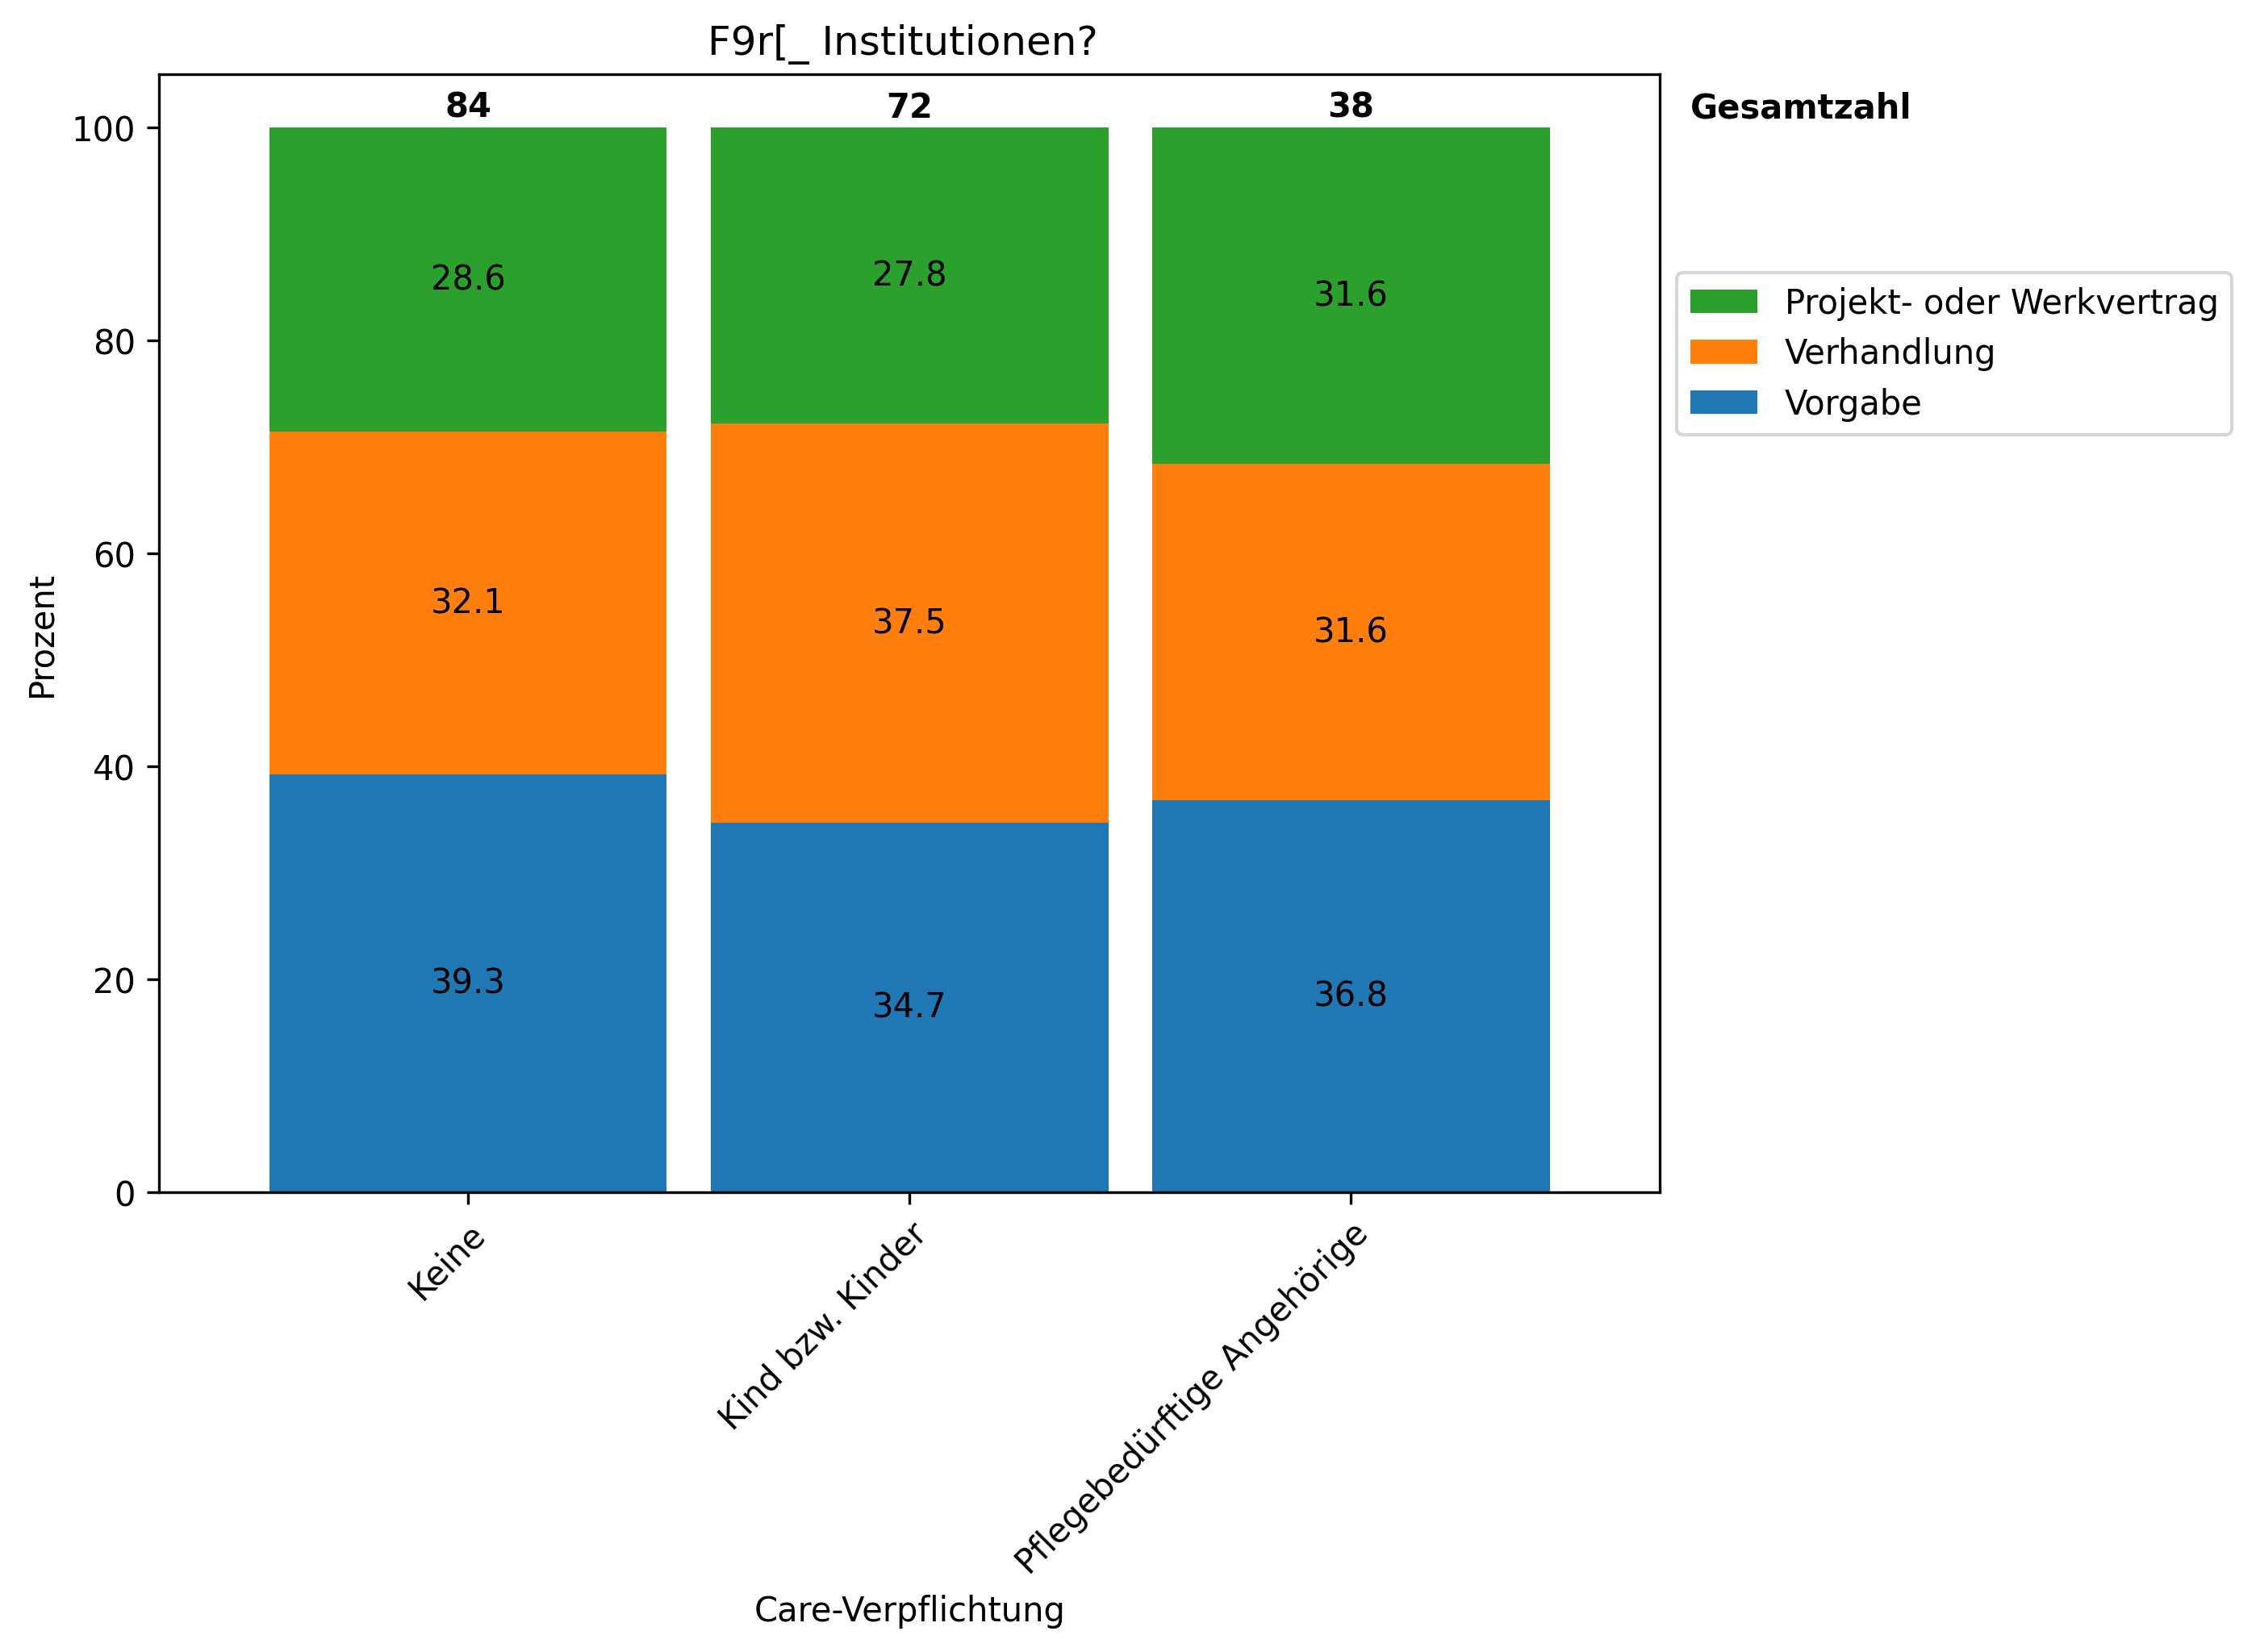 F9r[_ Institutionen?
84
72
38
Gesamtzahl
100
80
60
40
20
0
Prozent
28.6
27.8
31.6
32.1
37.5
31.6
39.3
34.7
36.8
Projekt- oder Werkvertrag
Verhandlung
Vorgabe
Keine
Kind bzw. Kinder
Pflegebedürftige Angehörige
Care-Verpflichtung